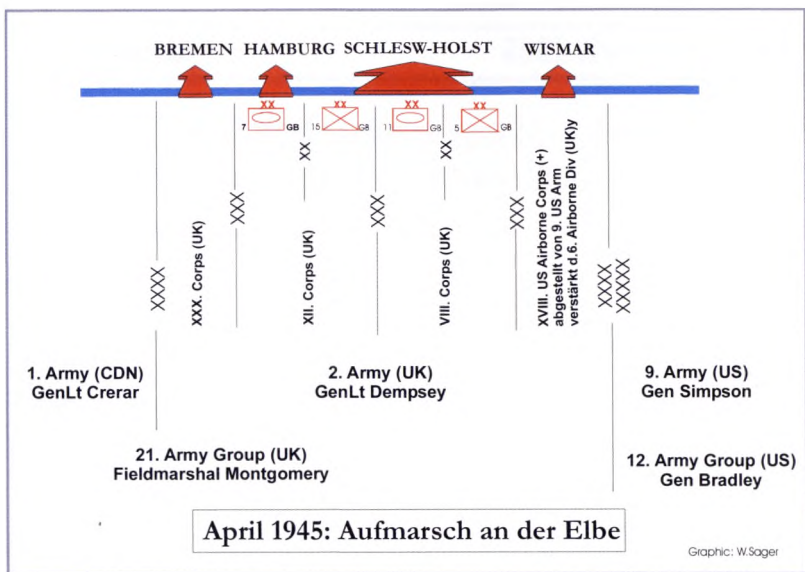 BREMEN HAMBURG SCHLESW-HOLST WISMAR
XX XX XX XX
7 GB 15 GB 11 GB 5 GB
XX XX
XXX XXX XXX
XXXX XXXX
XXXXX
XXX. Corps (UK)
XII. Corps (UK)
VIII. Corps (UK)
XVIII. US Airborne Corps (+)
abgestellt von 9. US Arm
verstärkt d.6. Airborne Div (UK)y
1. Army (CDN)
GenLt Crerar
2. Army (UK)
GenLt Dempsey
9. Army (US)
Gen Simpson
21. Army Group (UK)
Fieldmarshal Montgomery
12. Army Group (US)
Gen Bradley
April 1945: Aufmarsch an der Elbe
Graphic: W.Sager